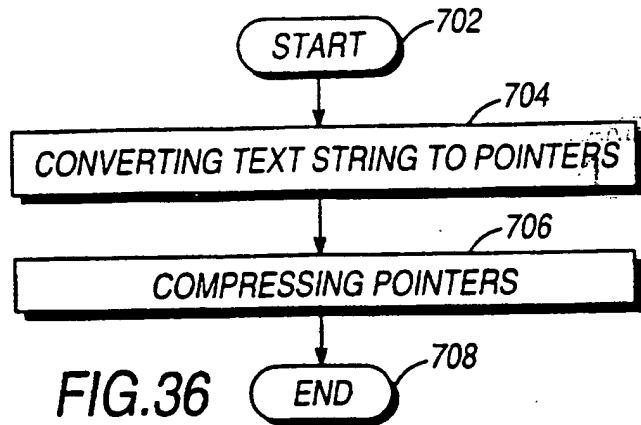 START
702
704
CONVERTING TEXT STRING TO POINTERS
706
COMPRESSING POINTERS
708
END
FIG.36